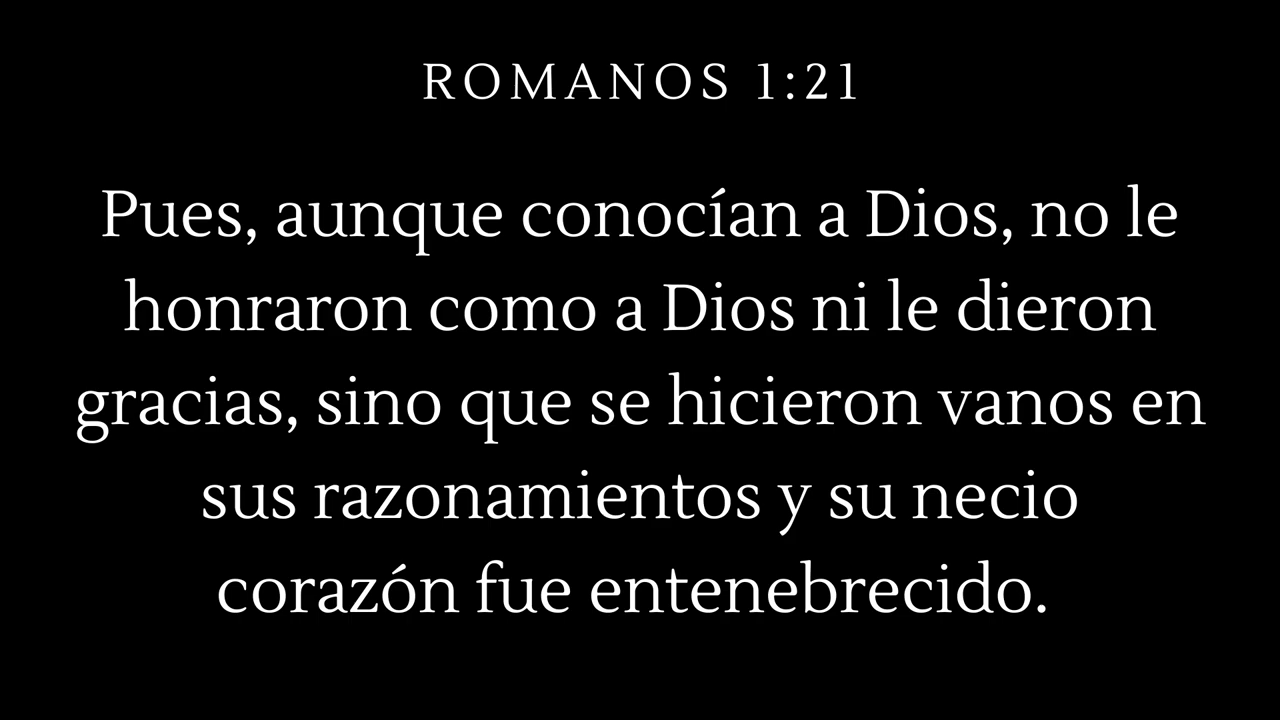 ROMANOS 1:21
Pues, aunque conocían a Dios, no le
honraron como a Dios ni le dieron
gracias, sino que se hicieron vanos en
sus razonamientos y su necio
corazón fue entenebrecido.